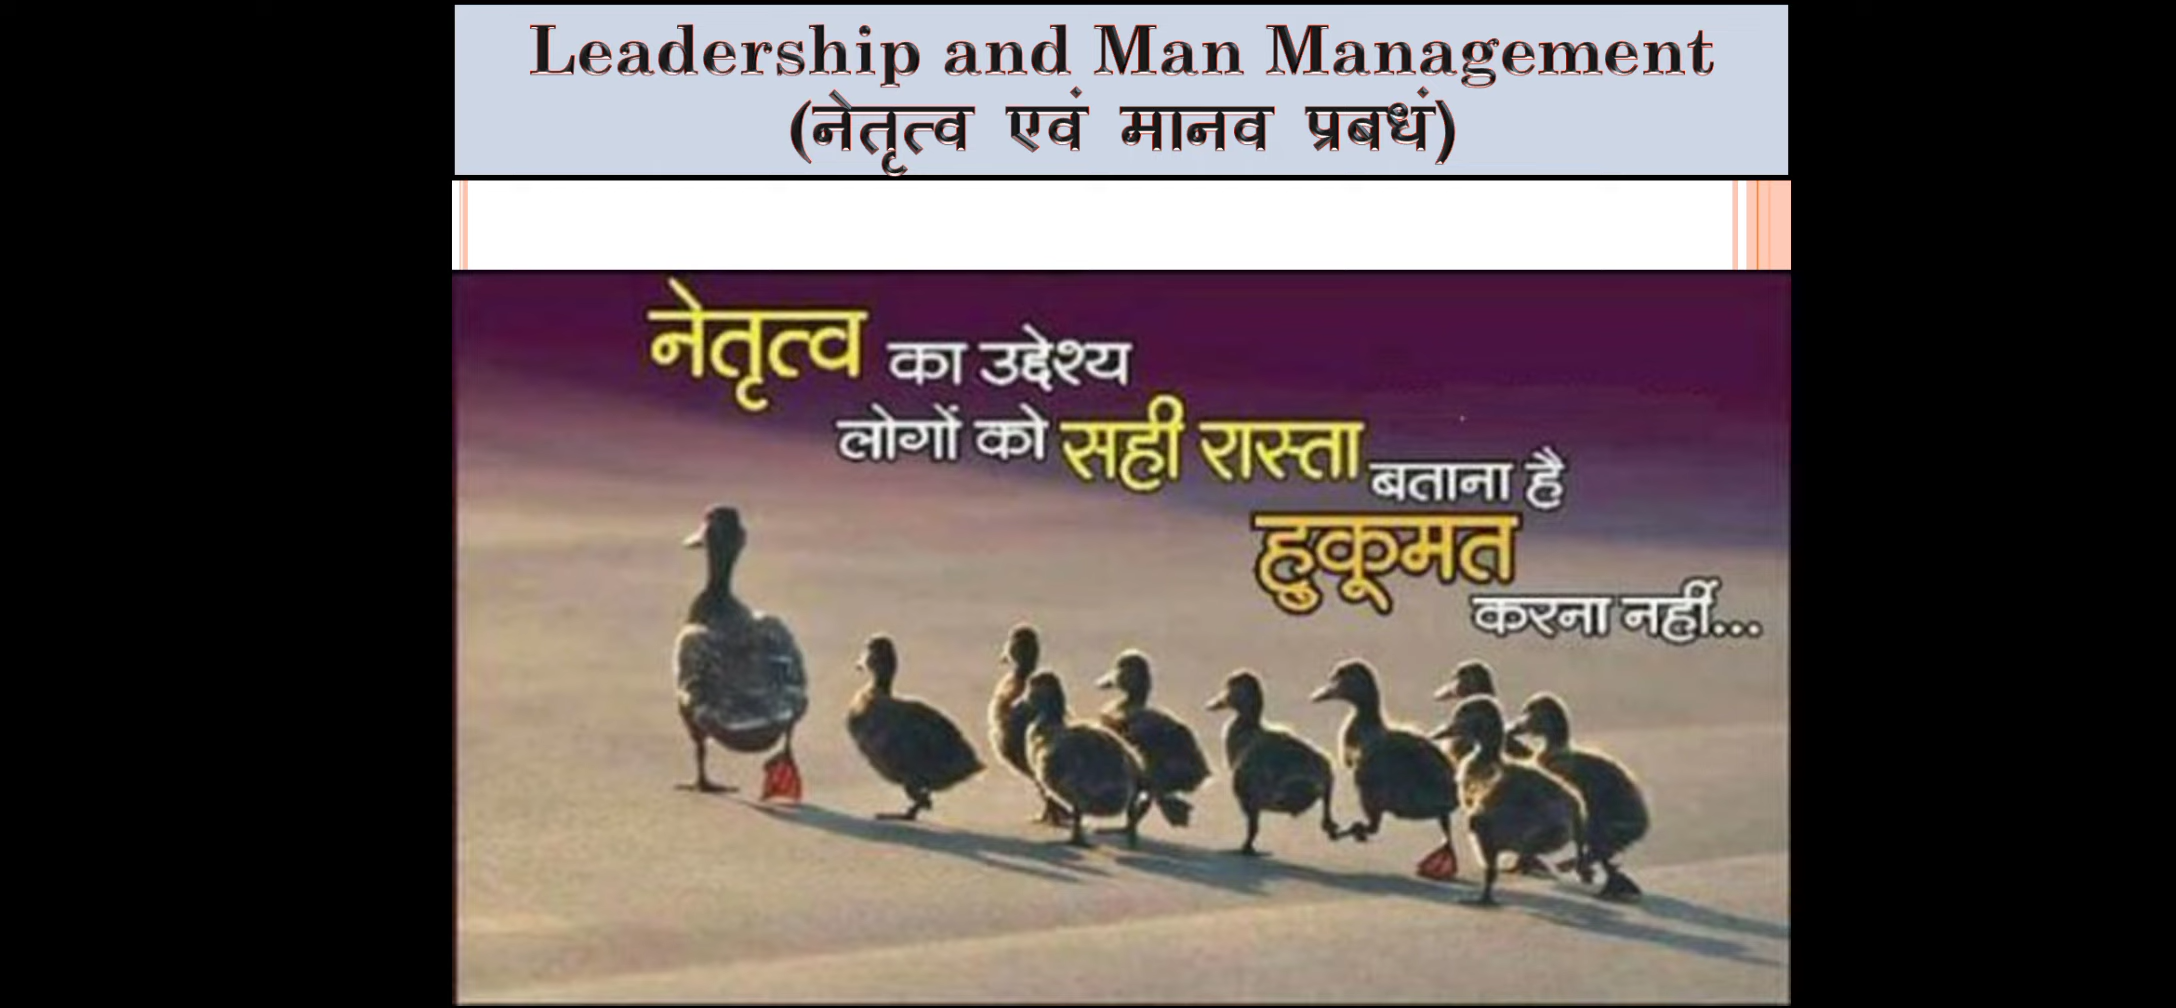 Leadership and Man Management
(नेतृत्व एवं मानव प्रबधं)
नेतृत्व का उद्देश्य
लोगों को सही रास्ता बताना है
हुकूमत
करना नहीं...